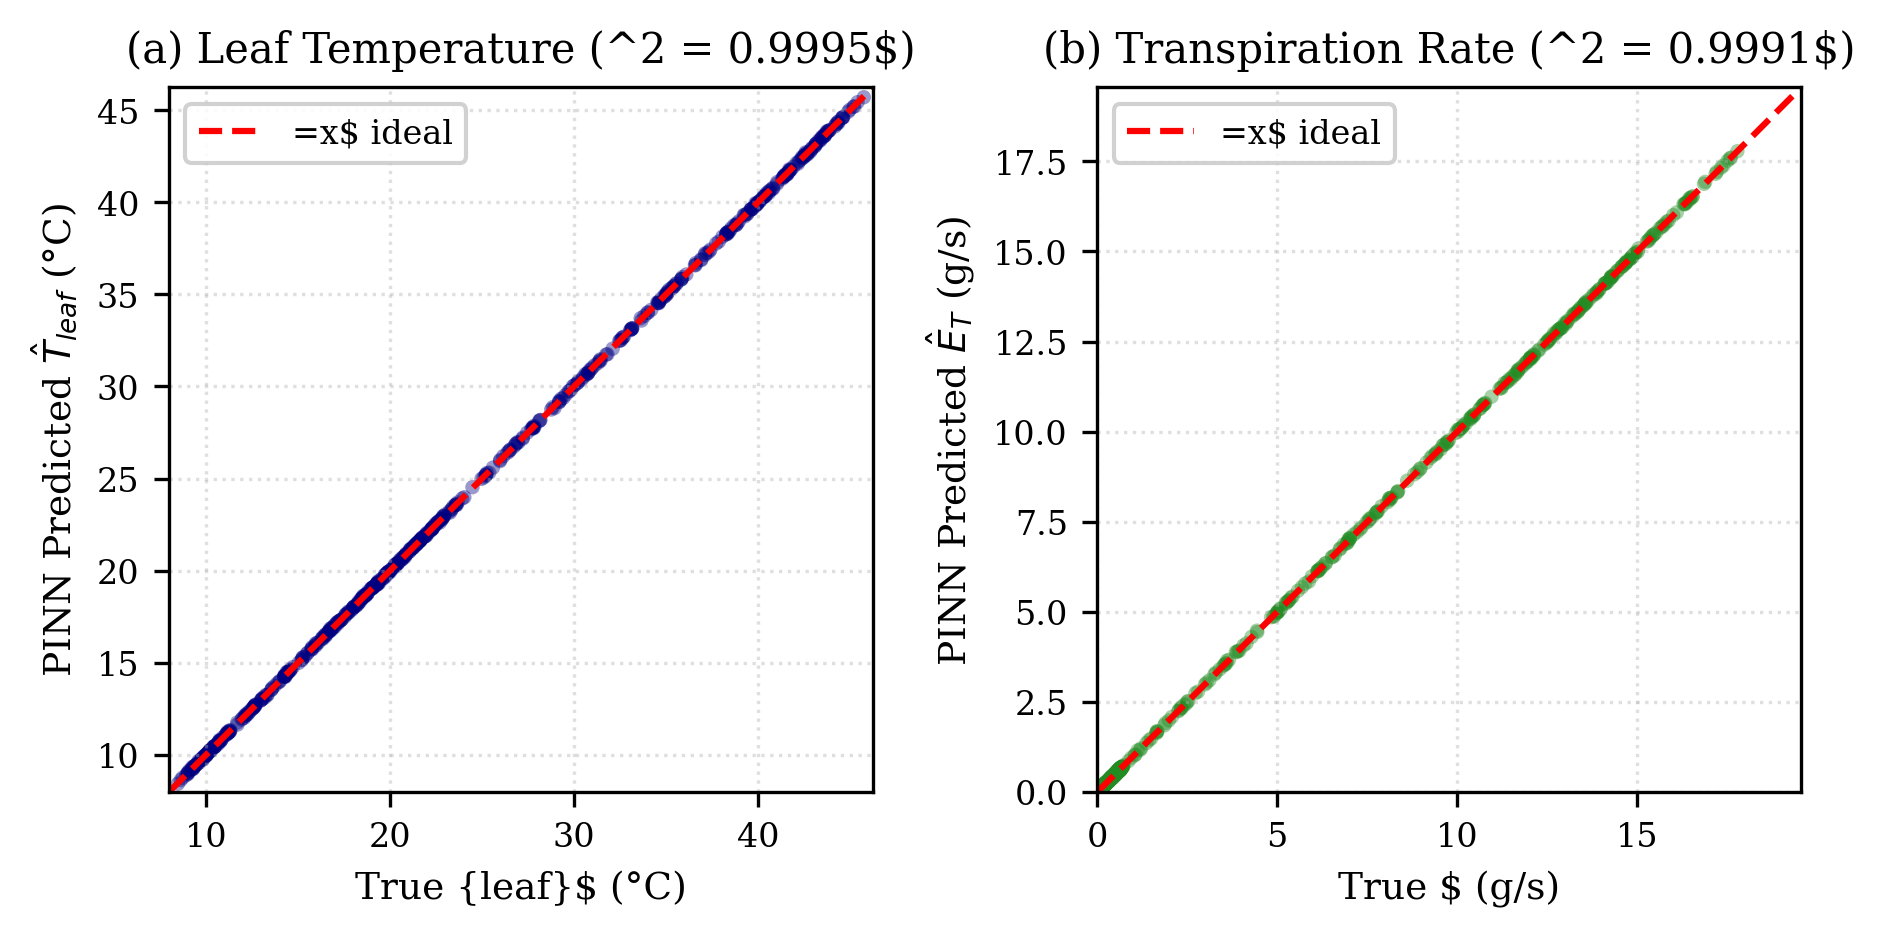 (a) Leaf Temperature (^2 = 0.9995$)
=x$ ideal
PINN Predicted T̂_leaf (°C)
45
40
35
30
25
20
15
10
10 20 30 40
True {leaf}$ (°C)
(b) Transpiration Rate (^2 = 0.9991$)
=x$ ideal
PINN Predicted Ê_T (g/s)
17.5
15.0
12.5
10.0
7.5
5.0
2.5
0.0
0 5 10 15
True $ (g/s)